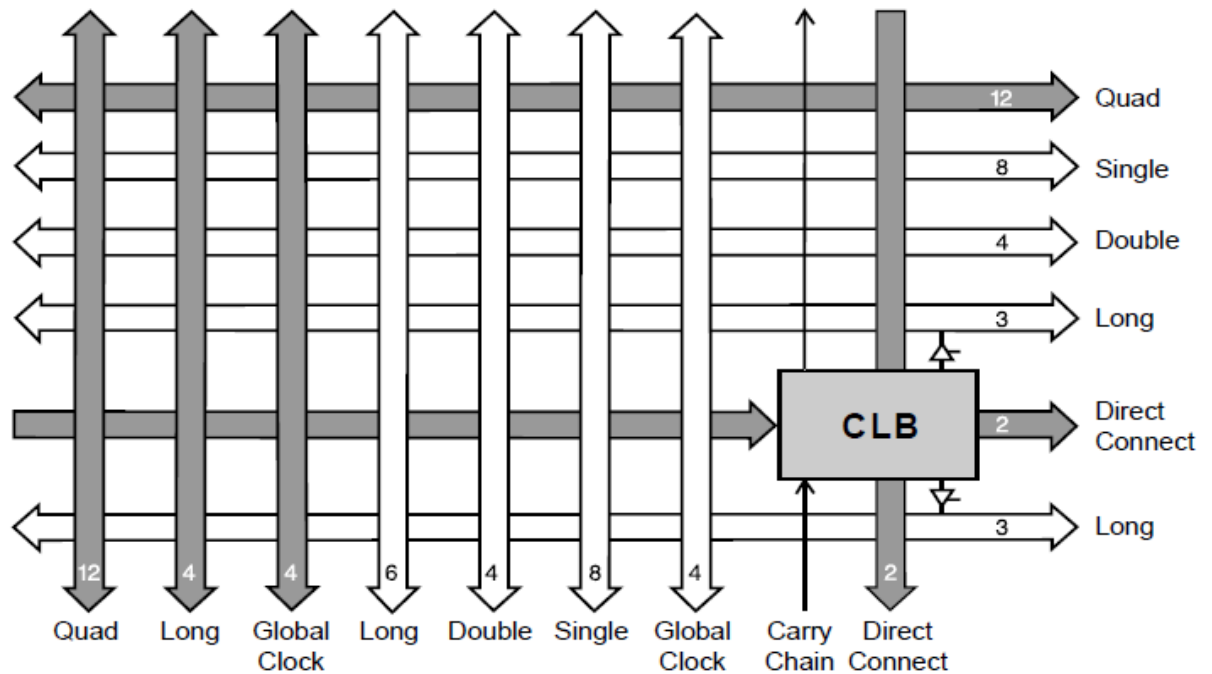 12 Quad
8 Single
4 Double
3 Long
CLB
2 Direct
Connect
3 Long
12 4 4 6 4 8 4 2
Quad Long Global Long Double Single Global Carry Direct
Clock Clock Chain Connect